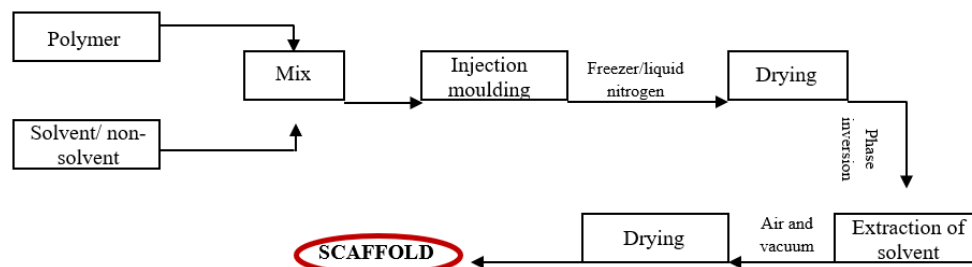 Polymer
Mix
Solvent/ non-
solvent
Injection
moulding
Freezer/liquid
nitrogen
Drying
Phase
inversion
Extraction of
solvent
Air and
vacuum
Drying
SCAFFOLD